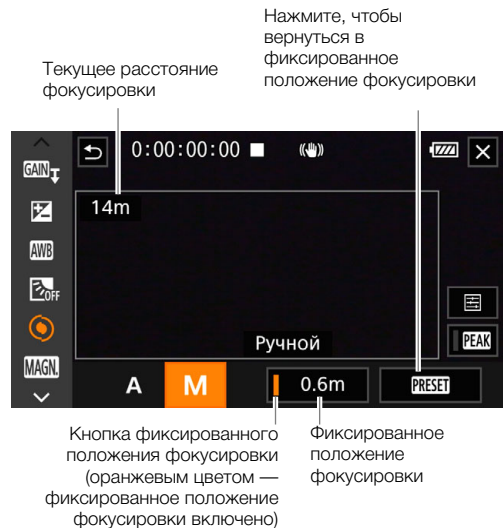 Нажмите, чтобы
вернуться в
фиксированное
положение фокусировки
Текущее расстояние
фокусировки
0:00:00:00
GAIN
14m
AWB
OFF
PEAK
Ручной
MAGN.
A
M
0.6m
PRESET
Кнопка фиксированного
положения фокусировки
(оранжевым цветом —
фиксированное положение
фокусировки включено)
Фиксированное
положение
фокусировки